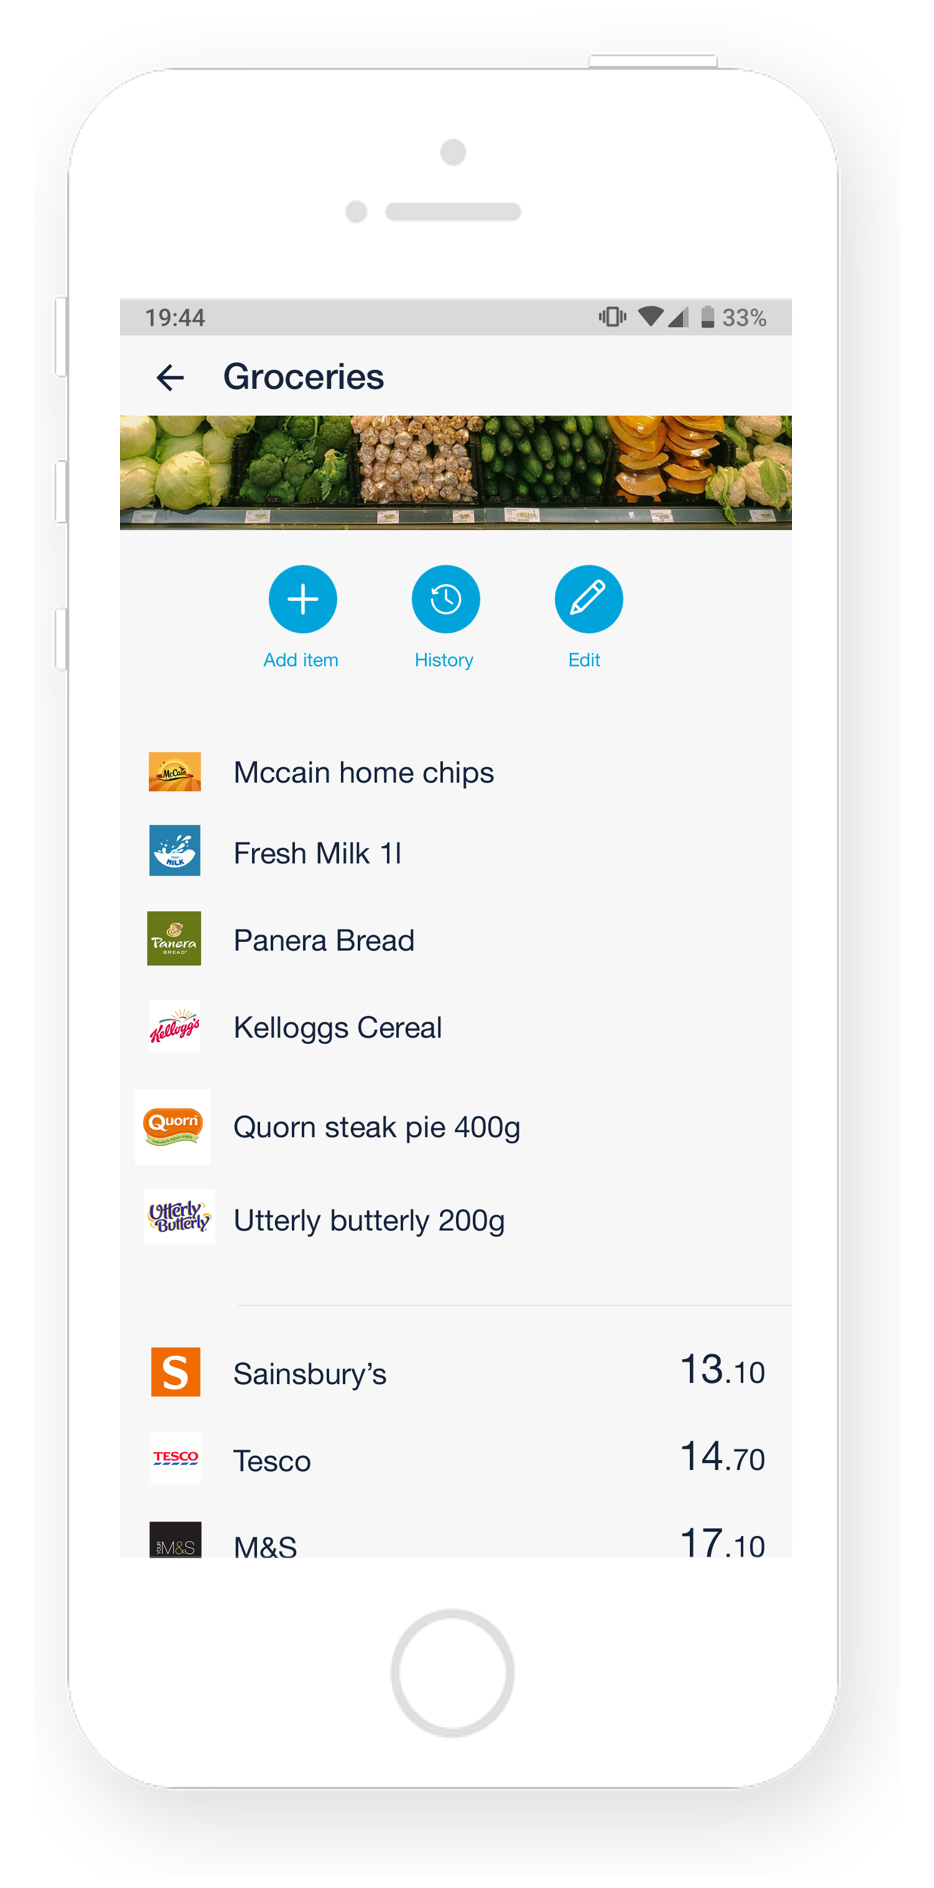 19:44 33%
Groceries
Add item History Edit
McCain
Mccain home chips
MILK
Fresh Milk 1l
Panera
BREAD
Panera Bread
Kellogg's
Kelloggs Cereal
Quorn
Quorn steak pie 400g
Utterly
Butterly
Utterly butterly 200g
S
Sainsbury’s 13.10
TESCO
Tesco 14.70
YOUR M&S
M&S 17.10